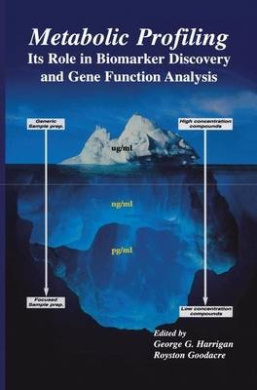 Metabolic Profiling
Its Role in Biomarker Discovery
and Gene Function Analysis
Generic
Sample prep.
High concentration
compounds
ug/ml
ng/ml
pg/ml
Focused
Sample prep.
Low concentration
compounds
Edited by
George G. Harrigan
Royston Goodacre